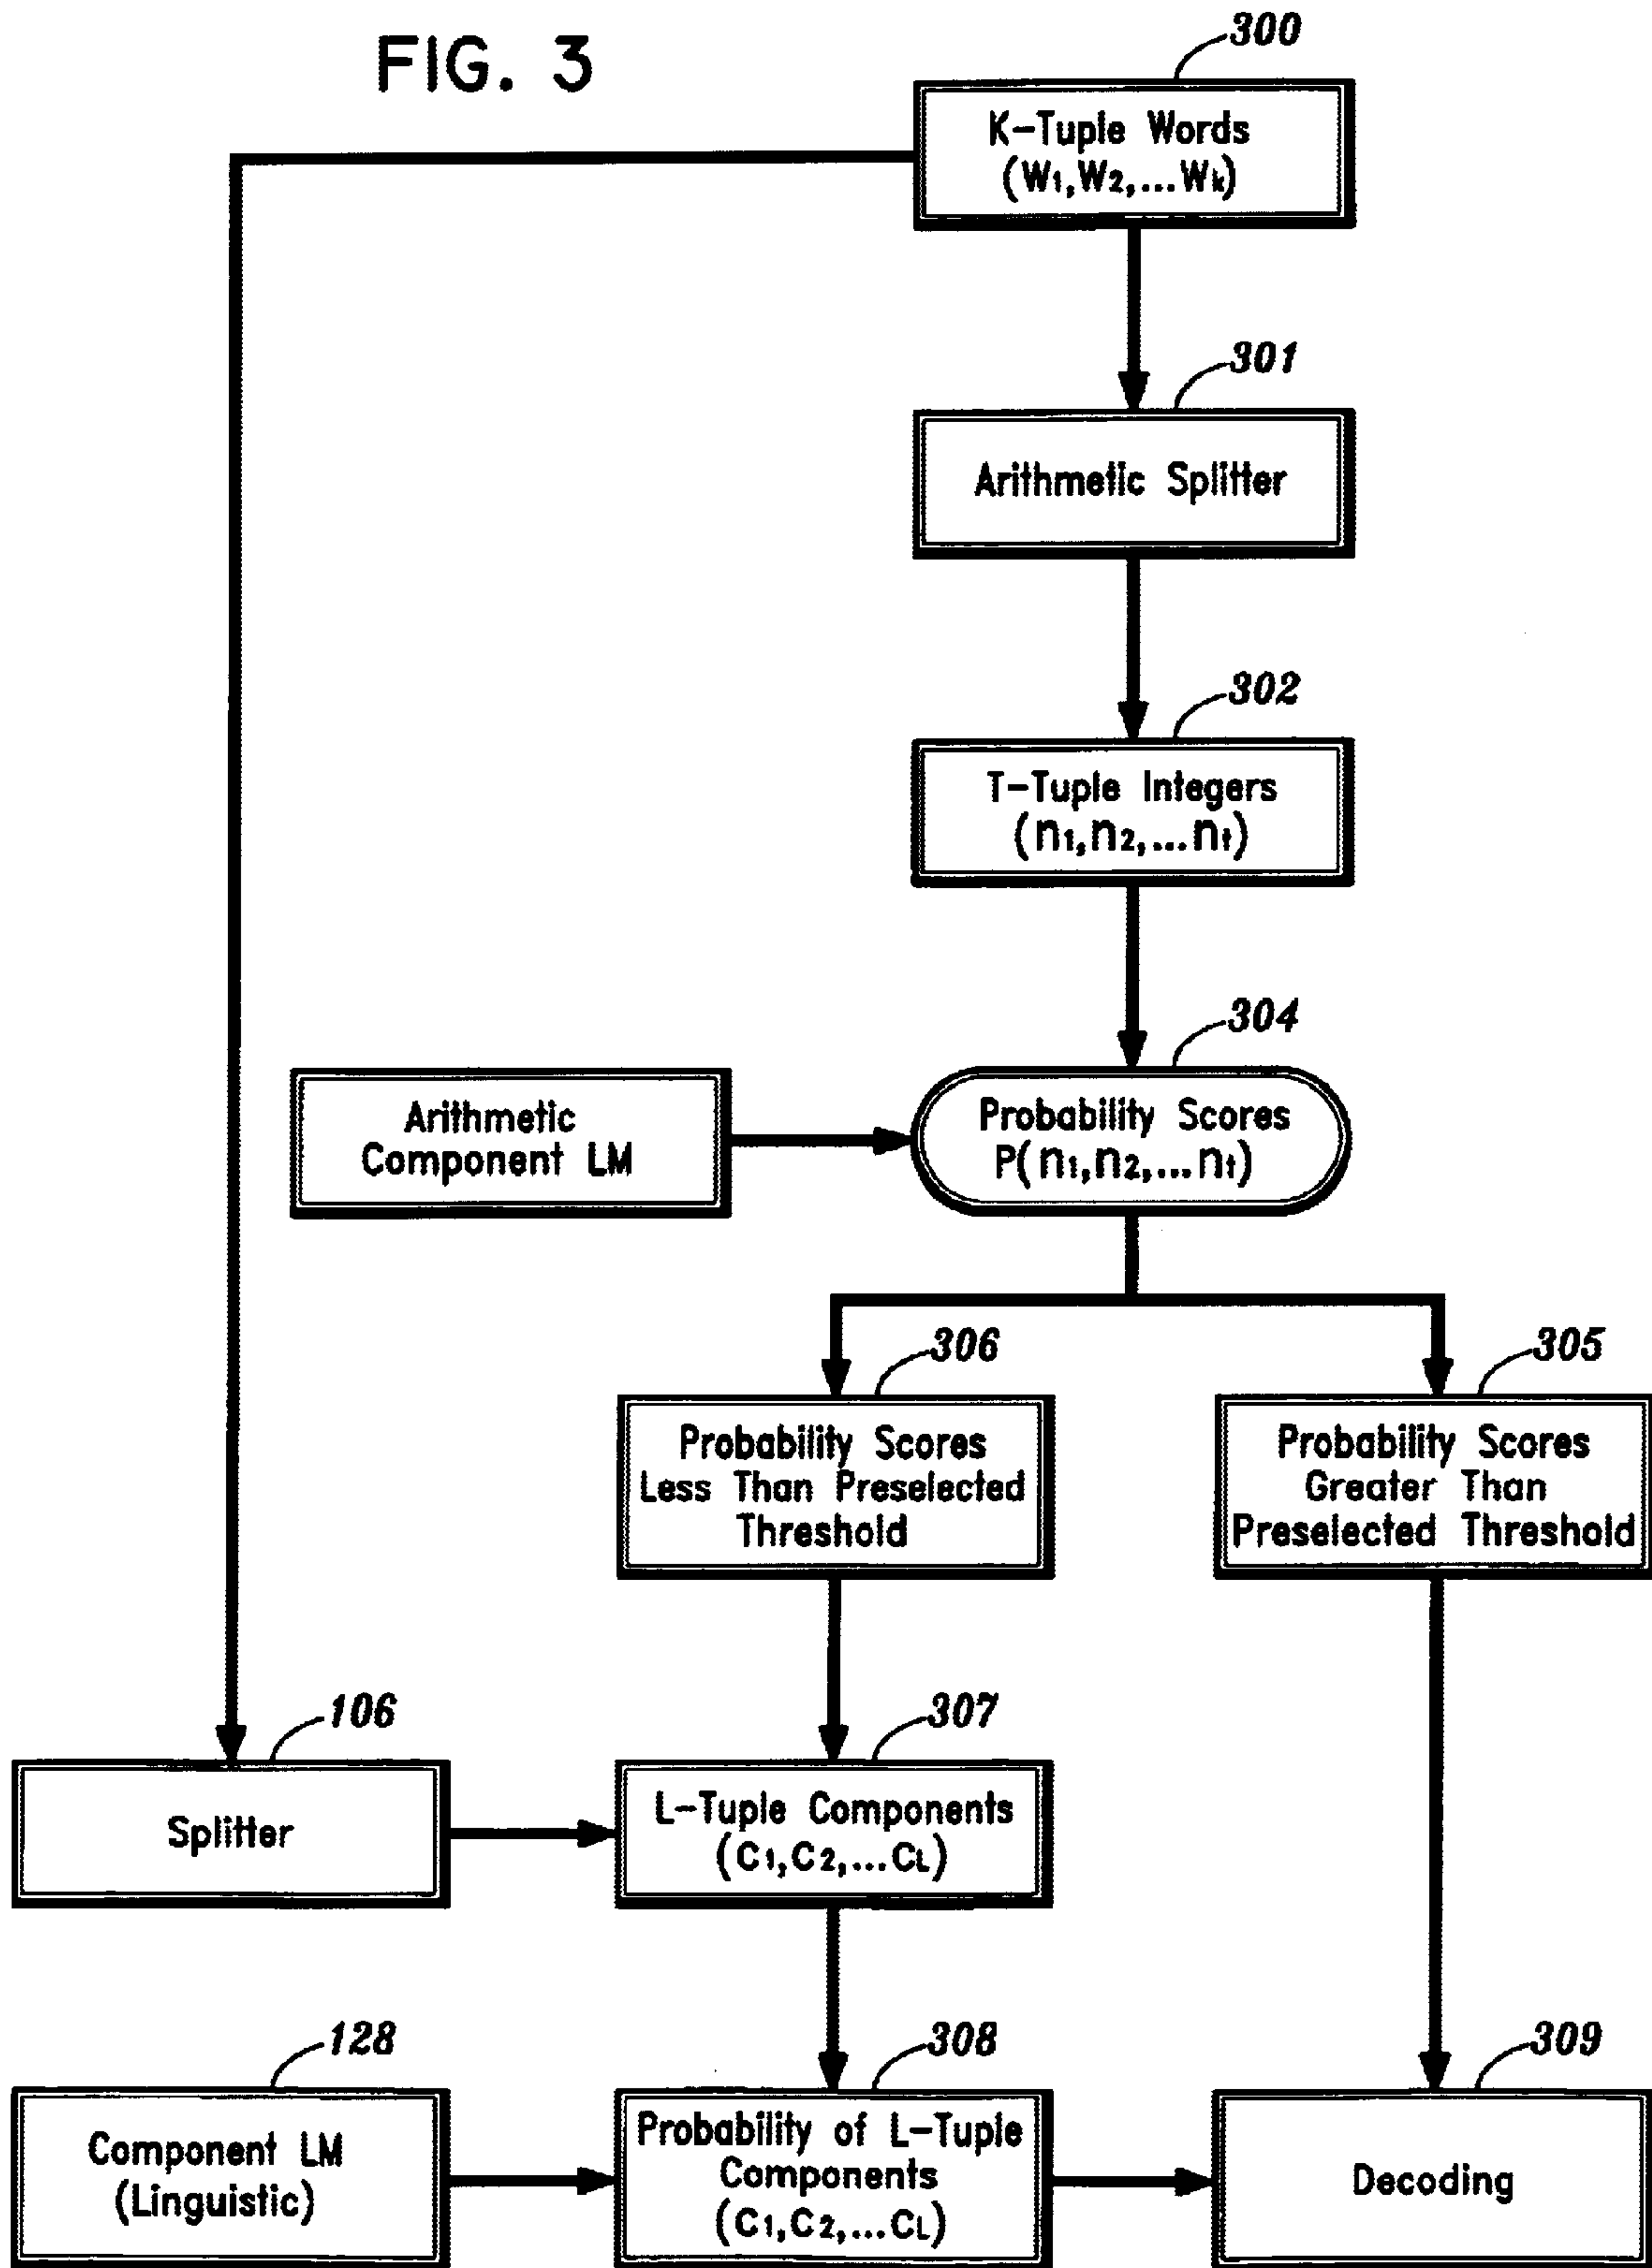 FIG. 3
300
K-Tuple Words
(W1,W2,...Wk)
301
Arithmetic Splitter
302
T-Tuple Integers
(n1,n2,...nt)
304
Arithmetic
Component LM
Probability Scores
P(n1,n2,...nt)
306
Probability Scores
Less Than Preselected
Threshold
305
Probability Scores
Greater Than
Preselected Threshold
106
Splitter
307
L-Tuple Components
(C1,C2,...CL)
128
Component LM
(Linguistic)
308
Probability of L-Tuple
Components
(C1,C2,...CL)
309
Decoding